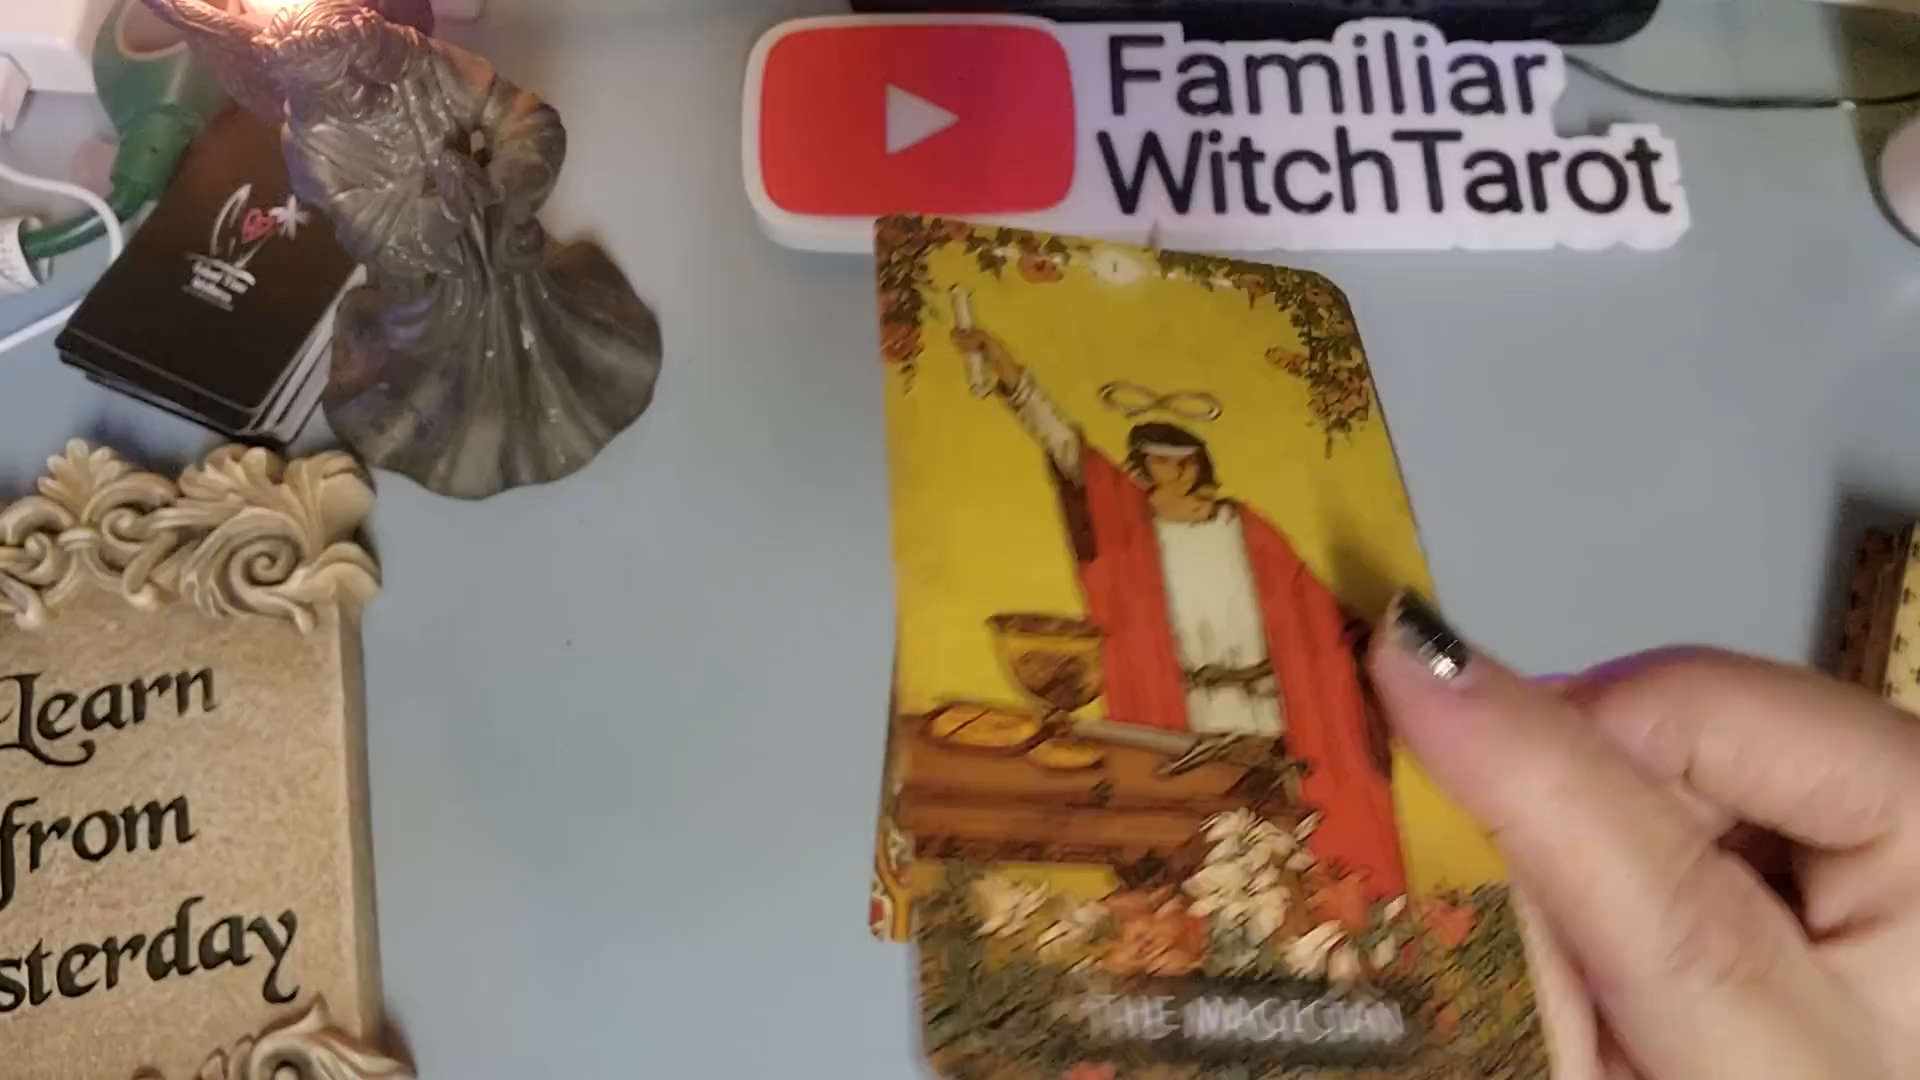 Familiar
WitchTarot
Learn
from
sterday
THE MAGICIAN